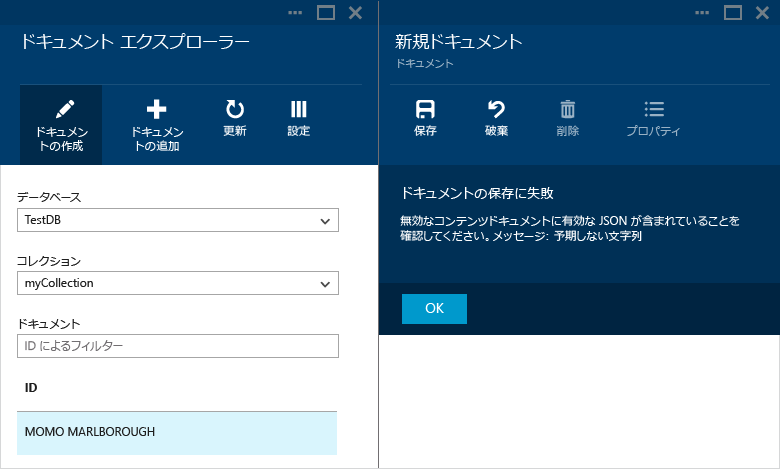 ドキュメント エクスプローラー
ドキュメン
トの作成
ドキュメン
トの追加
更新
設定
データベース
TestDB
コレクション
myCollection
ドキュメント
ID によるフィルター
ID
MOMO MARLBOROUGH
新規ドキュメント
ドキュメント
保存
破棄
削除
プロパティ
ドキュメントの保存に失敗
無効なコンテンツドキュメントに有効な JSON が含まれていることを
確認してください。メッセージ: 予期しない文字列
OK